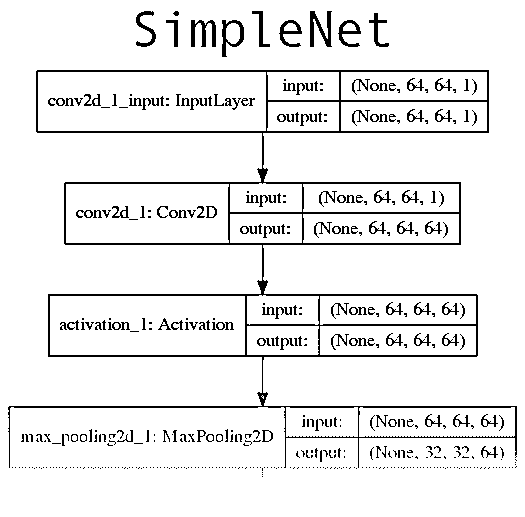 SimpleNet
conv2d_1_input: InputLayer
input: (None, 64, 64, 1)
output: (None, 64, 64, 1)
conv2d_1: Conv2D
input: (None, 64, 64, 1)
output: (None, 64, 64, 64)
activation_1: Activation
input: (None, 64, 64, 64)
output: (None, 64, 64, 64)
max_pooling2d_1: MaxPooling2D
input: (None, 64, 64, 64)
output: (None, 32, 32, 64)